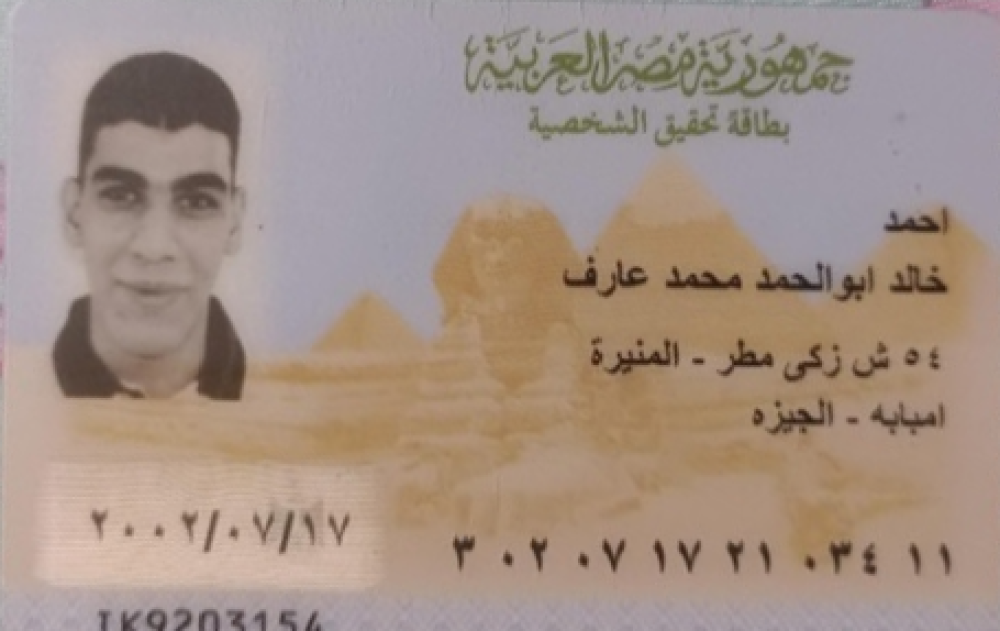 جمهورية مصر العربية
بطاقة تحقيق الشخصية
احمد
خالد ابوالحمد محمد عارف
٥٤ ش زكى مطر - المنيرة
امبابه - الجيزه
٢٠٠٢/٠٧/١٧
٣ ٠٢ ٠٧ ١٧ ٢١ ٠٣٤ ١١
IK9203154